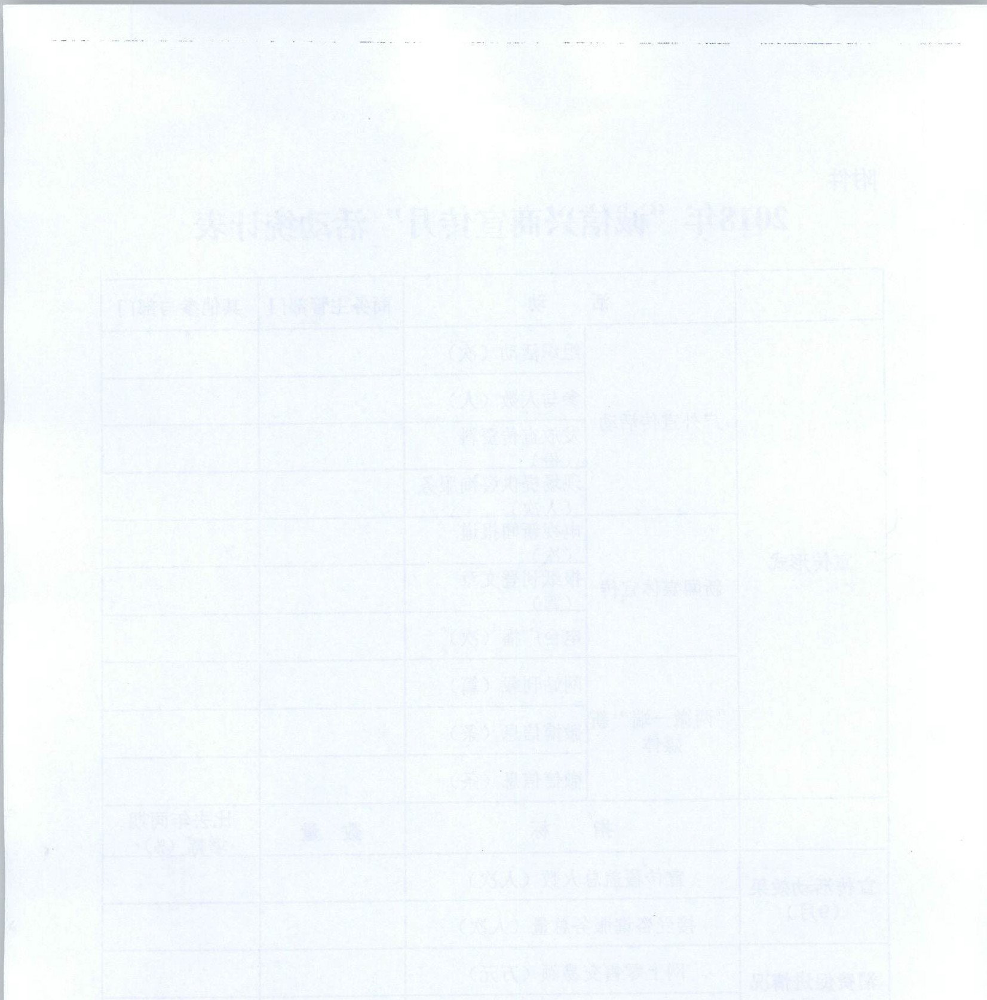 附件
2018年“诚信兴商宣传月”活动统计表
活 动
商务主管部门
其他参与部门
宣传形式
户外宣传活动
组织活动（次）
参与人数（人）
发放宣传资料
（份）
现场提供咨询服务
（人次）
新闻媒体宣传
电视新闻报道
（次）
报纸刊登文章
（篇）
电台广播（次）
“两微一端”新
媒体
网站刊载（篇）
微博信息（条）
微信信息（条）
指 标
数 量
比去年同期
（%）
宣传活动效果
（9月）
宣传覆盖总人数（人次）
接受咨询服务总量（人次）
消费促进情况
网上零售交易额（万元）